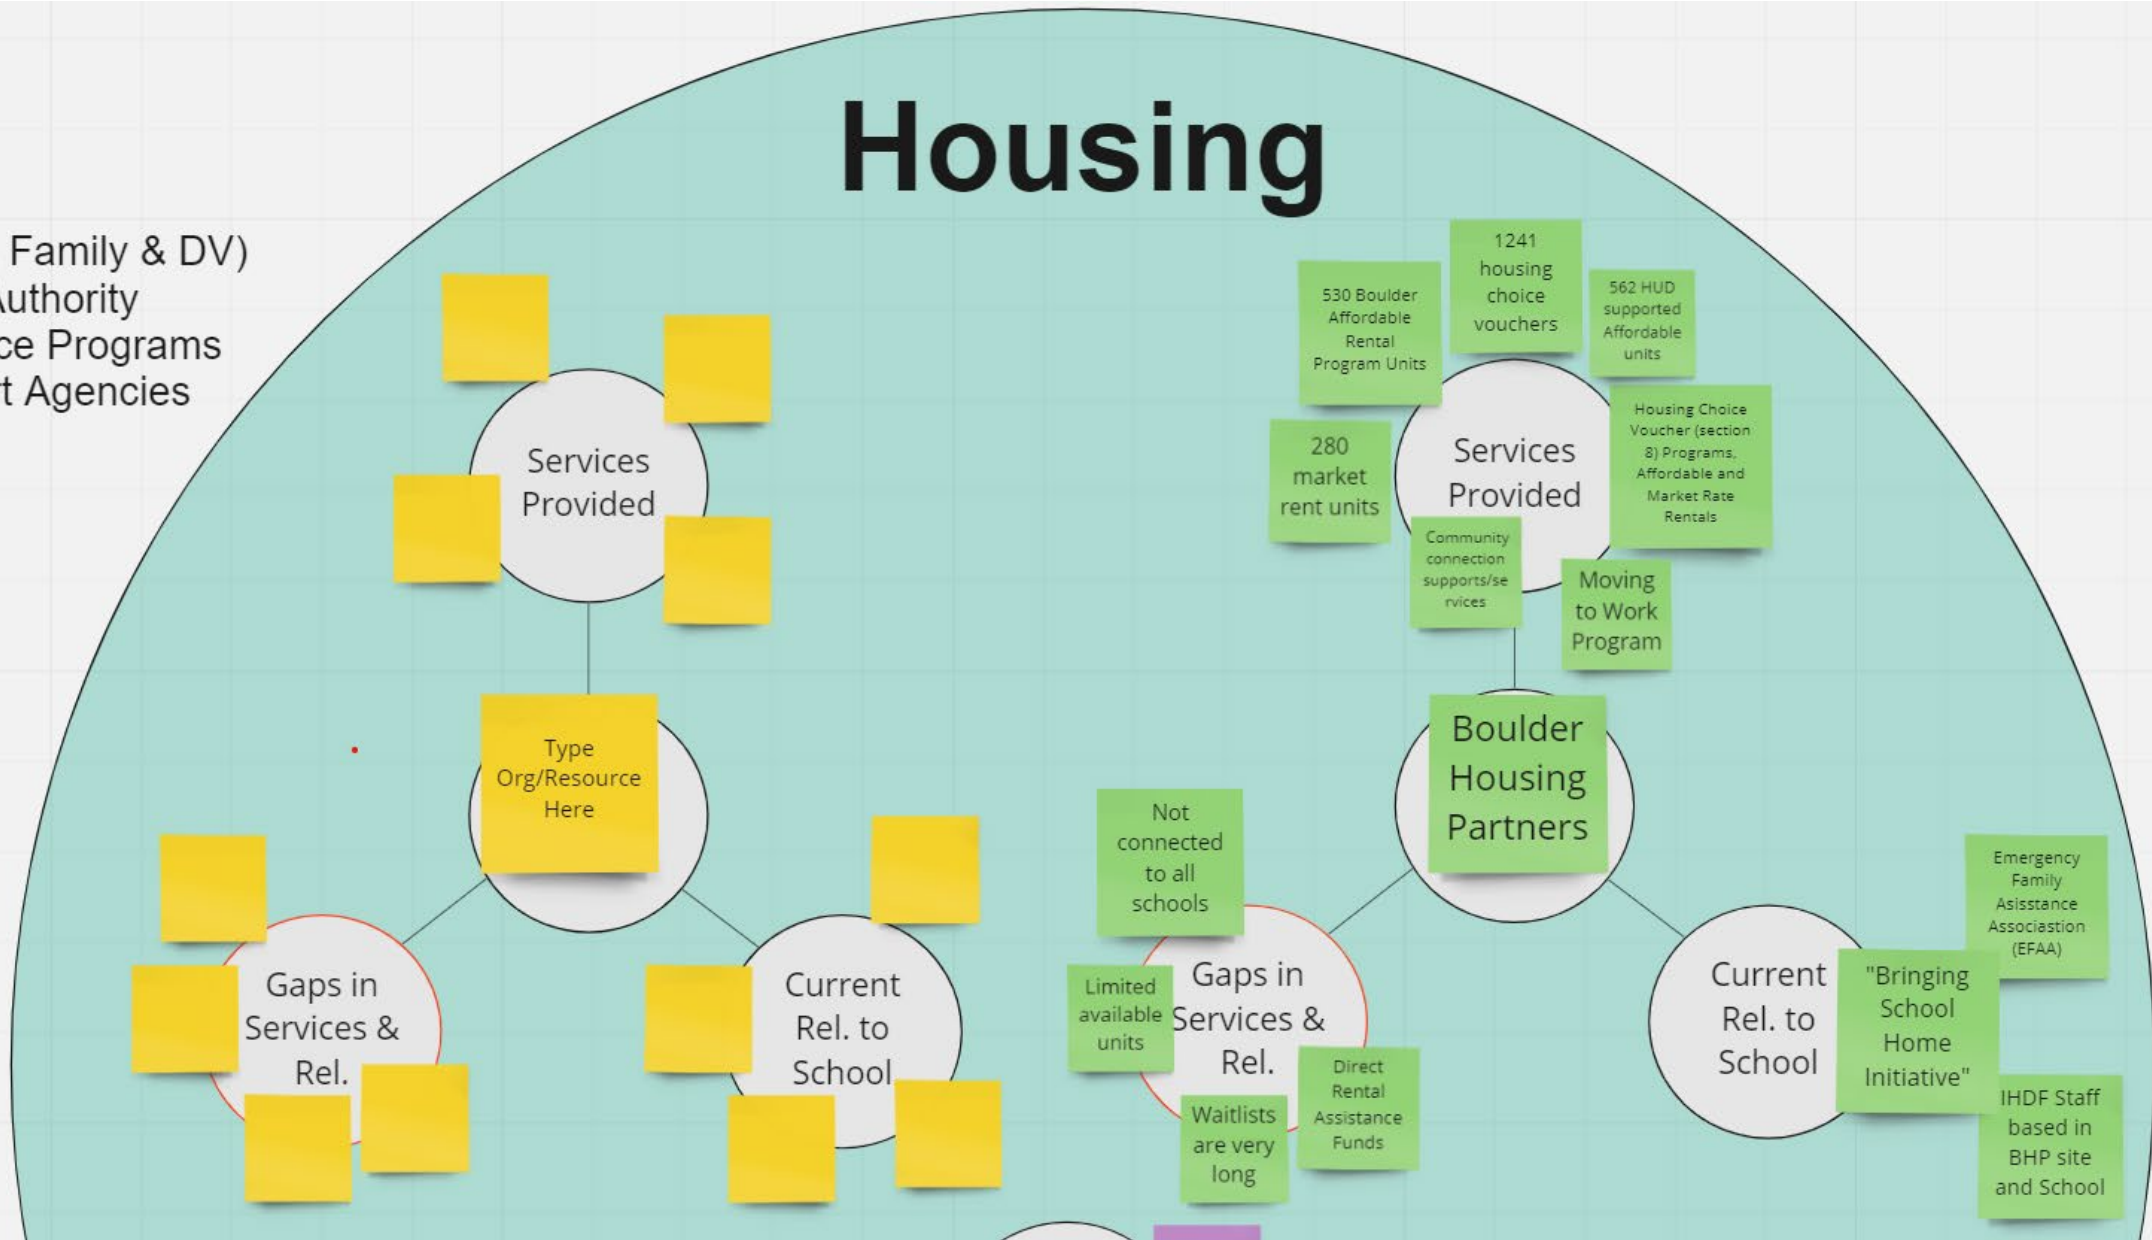 Housing
Family & DV)
Authority
ce Programs
t Agencies
Services
Provided
Type
Org/Resource
Here
Gaps in
Services &
Rel.
Current
Rel. to
School
530 Boulder
Affordable
Rental
Program Units
1241
housing
choice
vouchers
562 HUD
supported
Affordable
units
280
market
rent units
Services
Provided
Housing Choice
Voucher (section
8) Programs,
Affordable and
Market Rate
Rentals
Community
connection
supports/se
rvices
Moving
to Work
Program
Boulder
Housing
Partners
Not
connected
to all
schools
Limited
available
units
Gaps in
Services &
Rel.
Waitlists
are very
long
Direct
Rental
Assistance
Funds
Current
Rel. to
School
Emergency
Family
Asisstance
Associastion
(EFAA)
"Bringing
School
Home
Initiative"
IHDF Staff
based in
BHP site
and School